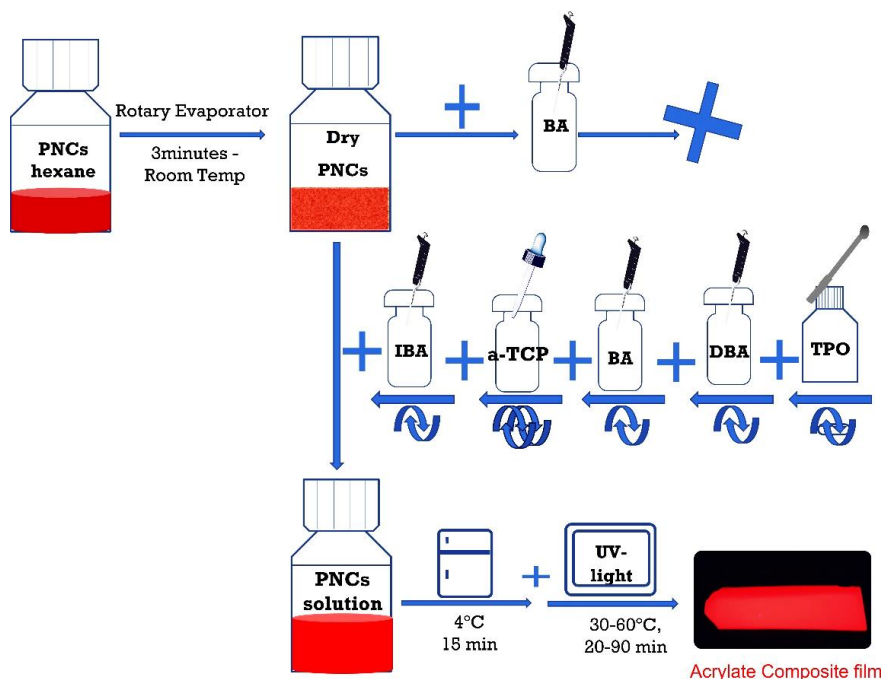 PNCs
hexane
Rotary Evaporator
3minutes -
Room Temp
Dry
PNCs
BA
IBA
a-TCP
BA
DBA
TPO
PNCs
solution
4°C
15 min
UV-
light
30-60°C,
20-90 min
Acrylate Composite film